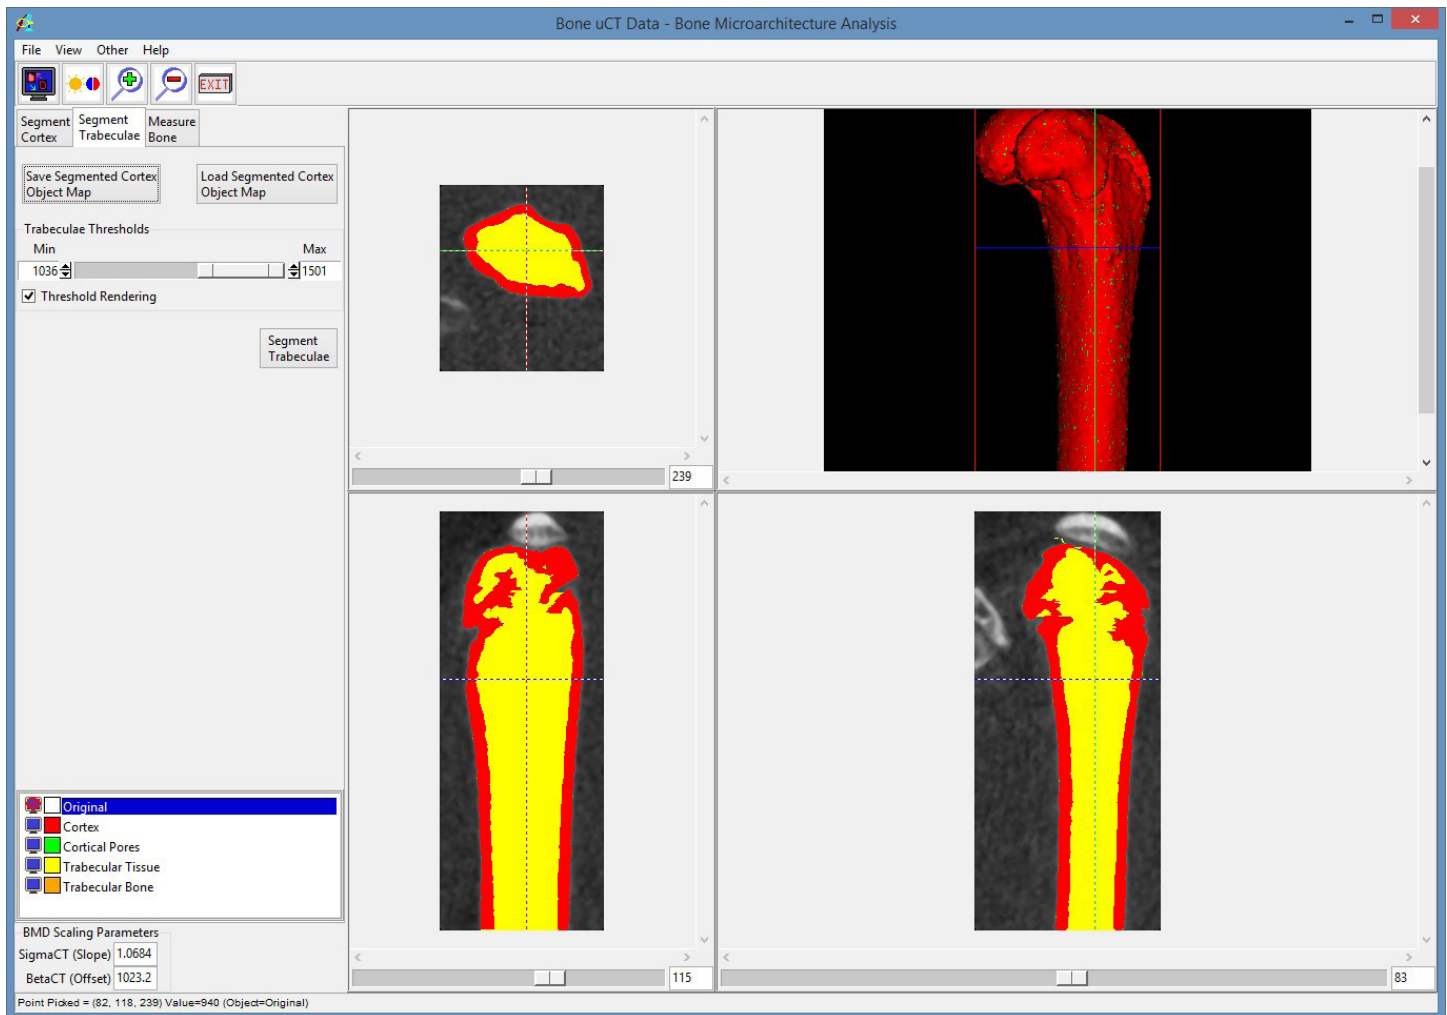 Bone uCT Data - Bone Microarchitecture Analysis
File View Other Help
EXIT
Segment Cortex
Segment Trabeculae
Measure Bone
Save Segmented Cortex
Object Map
Load Segmented Cortex
Object Map
Trabeculae Thresholds
Min Max
1036 1501
Threshold Rendering
Segment
Trabeculae
239
Original
Cortex
Cortical Pores
Trabecular Tissue
Trabecular Bone
BMD Scaling Parameters
SigmaCT (Slope) 1.0684
BetaCT (Offset) 1023.2
115
83
Point Picked = (82, 118, 239) Value=940 (Object=Original)